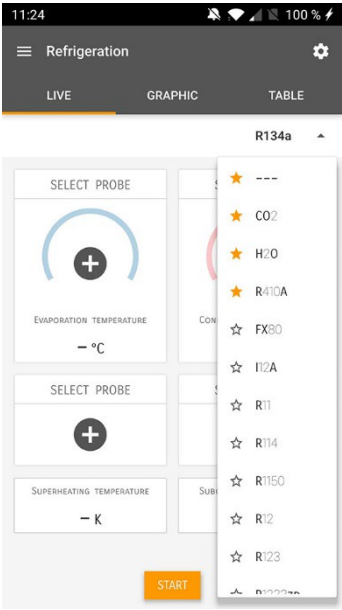 11:24
100 %
Refrigeration
LIVE
GRAPHIC
TABLE
R134a
SELECT PROBE
EVAPORATION TEMPERATURE
– °C
SELECT PROBE
SUPERHEATING TEMPERATURE
– K
START
---
CO2
H2O
R410A
FX80
I12A
R11
R114
R1150
R12
R123